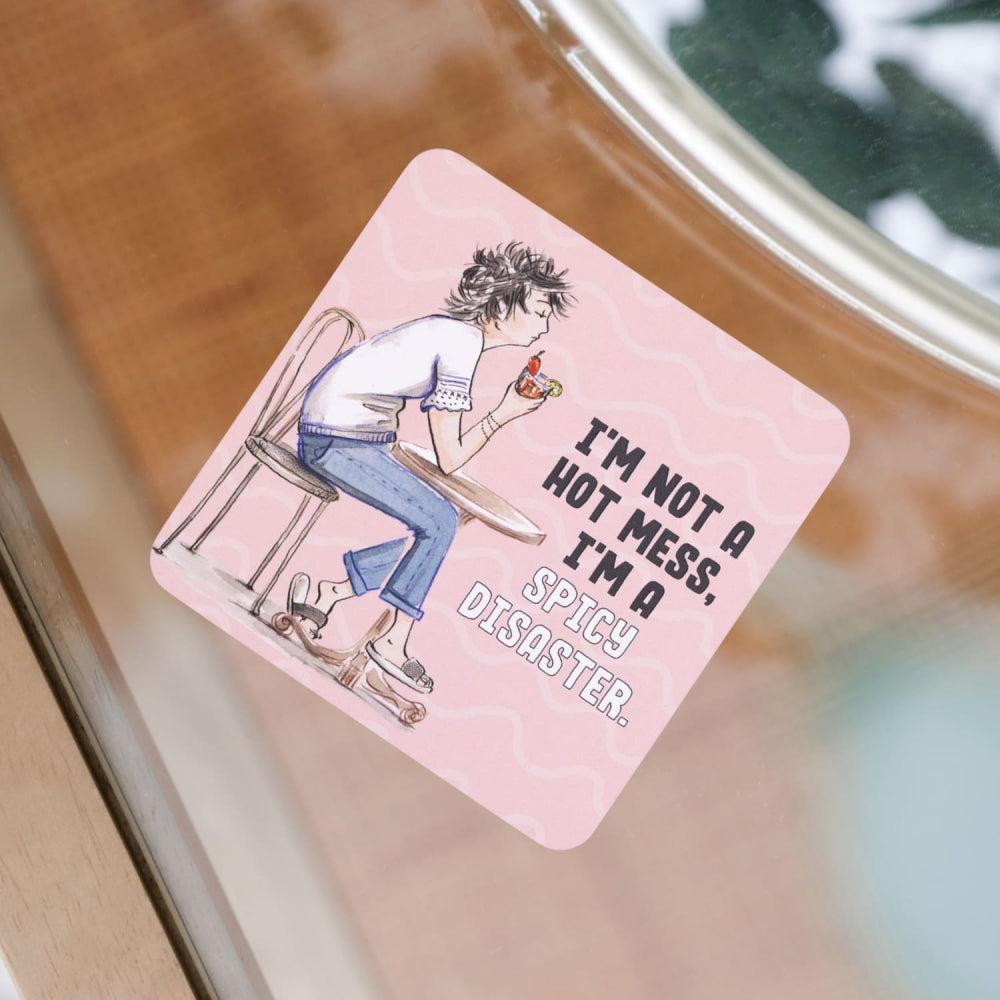 I'M NOT A
HOT MESS,
I'M A
SPICY
DISASTER.